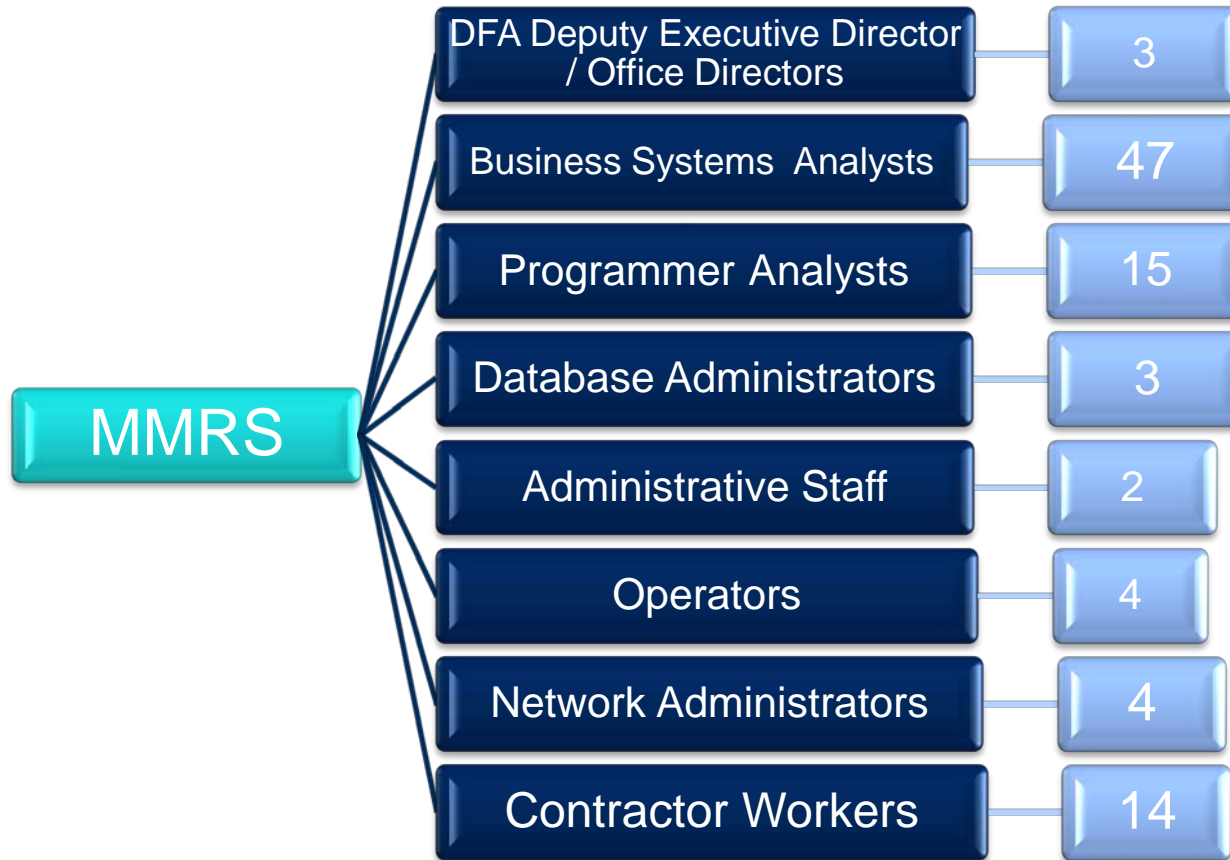 MMRS
DFA Deputy Executive Director
/ Office Directors
3
Business Systems Analysts
47
Programmer Analysts
15
Database Administrators
3
Administrative Staff
2
Operators
4
Network Administrators
4
Contractor Workers
14